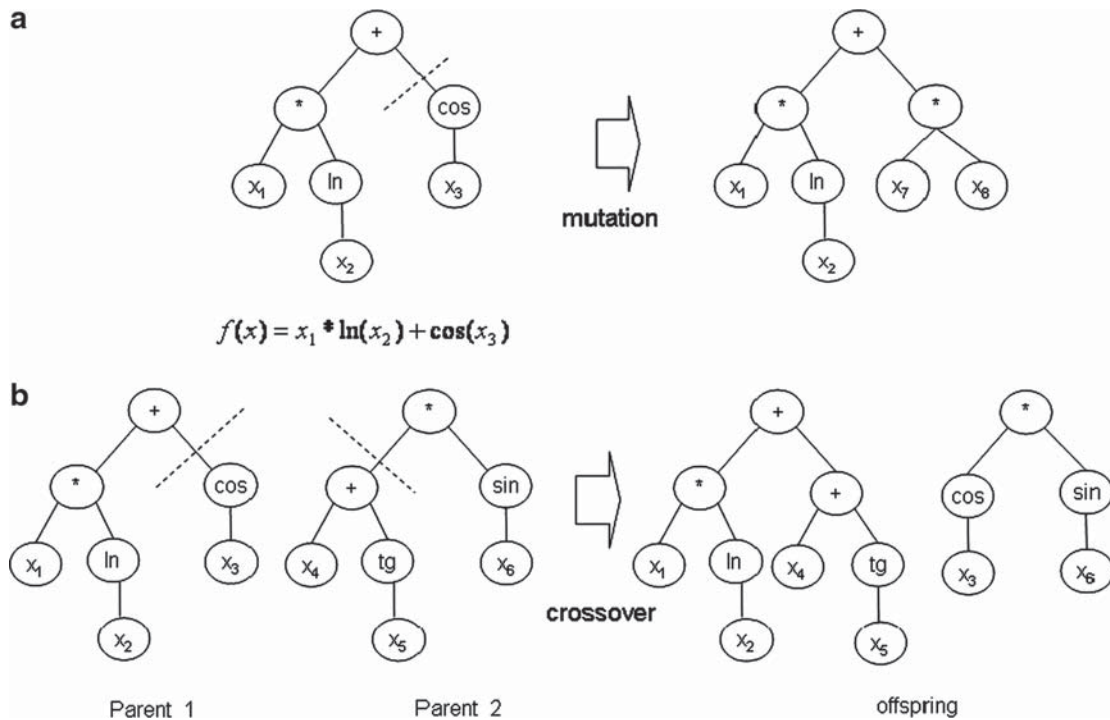 a
+ +
* cos * *
x₁ ln x₃ x₁ ln x₇ x₈
mutation
x₂ x₂
f(x) = x₁ * ln(x₂) + cos(x₃)
b
+ * + *
* cos + sin * + cos sin
x₁ ln x₃ x₄ tg x₆ x₁ ln x₄ tg x₃ x₆
crossover
x₂ x₅ x₂ x₅
Parent 1 Parent 2 offspring